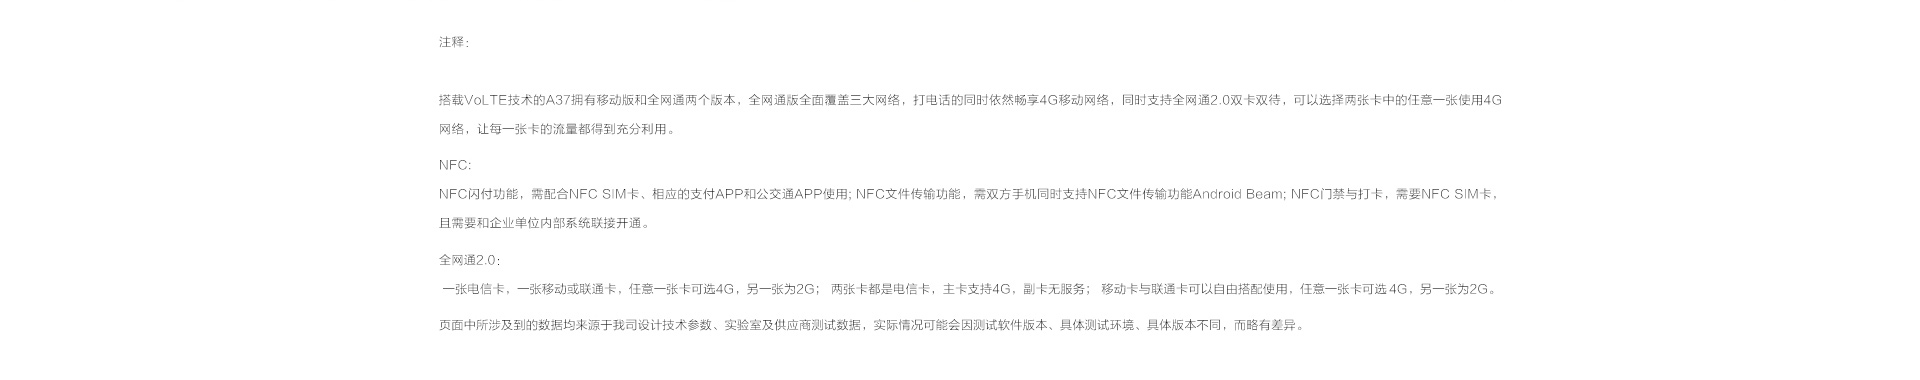 注释：
搭载VoLTE技术的A37拥有移动版和全网通两个版本，全网通版全面覆盖三大网络，打电话的同时依然畅享4G移动网络，同时支持全网通2.0双卡双待，可以选择两张卡中的任意一张使用4G
网络，让每一张卡的流量都得到充分利用。
NFC:
NFC闪付功能，需配合NFC SIM卡、相应的支付APP和公交通APP使用; NFC文件传输功能，需双方手机同时支持NFC文件传输功能Android Beam; NFC门禁与打卡，需要NFC SIM卡，
且需要和企业单位内部系统联接开通。
全网通2.0：
一张电信卡，一张移动或联通卡，任意一张卡可选4G，另一张为2G； 两张卡都是电信卡，主卡支持4G，副卡无服务； 移动卡与联通卡可以自由搭配使用，任意一张卡可选 4G，另一张为2G。
页面中所涉及到的数据均来源于我司设计技术参数、实验室及供应商测试数据，实际情况可能会因测试软件版本、具体测试环境、具体版本不同，而略有差异。